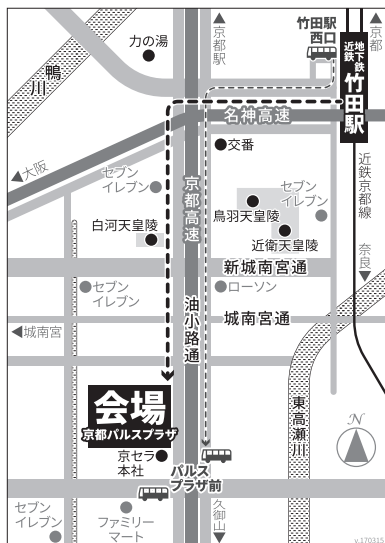 竹田駅
西口
▲京都駅
▲京都
力の湯
鴨川
地下鉄
近鉄
竹田駅
名神高速
◀大阪
交番
セブン
イレブン
京都高速
近鉄京都線
セブン
イレブン
鳥羽天皇陵
白河天皇陵
近衛天皇陵
奈良▶
新城南宮通
セブン
イレブン
油小路通
ローソン
◀城南宮
城南宮通
会場
京都パルスプラザ
東高瀬川
N
京セラ
本社
パルス
プラザ前
セブン
イレブン
ファミリー
マート
久御山▶
v.170315